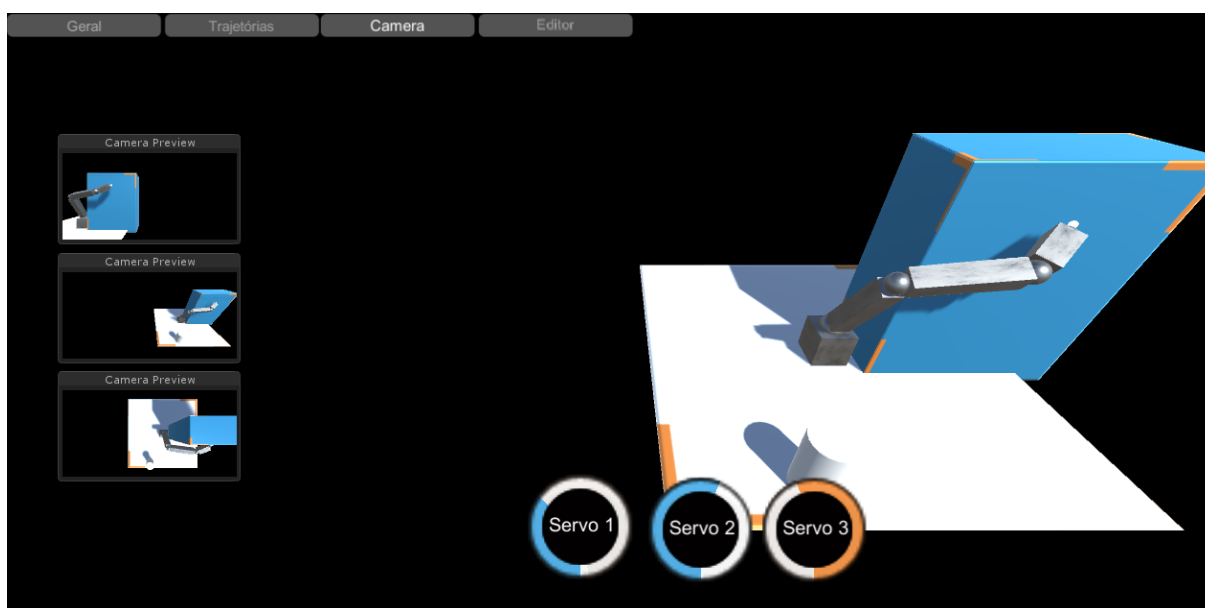 Geral
Trajetórias
Camera
Editor
Camera Preview
Camera Preview
Camera Preview
Servo 1
Servo 2
Servo 3